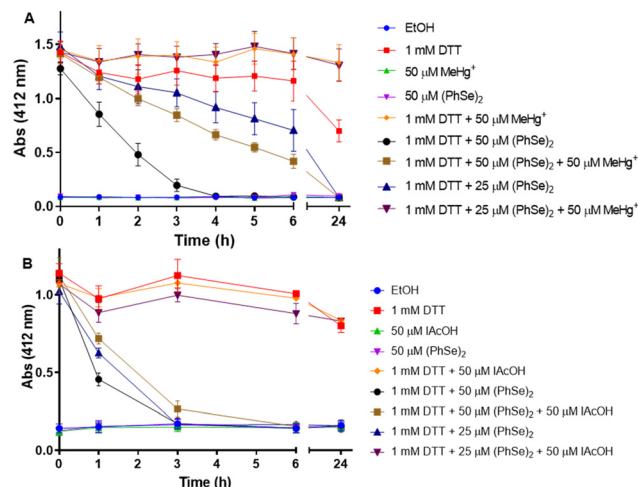 A
Abs (412 nm)
1.5
1.0
0.5
0.0
0 1 2 3 4 5 6 24
Time (h)
EtOH
1 mM DTT
50 µM MeHg⁺
50 µM (PhSe)₂
1 mM DTT + 50 µM MeHg⁺
1 mM DTT + 50 µM (PhSe)₂
1 mM DTT + 50 µM (PhSe)₂ + 50 µM MeHg⁺
1 mM DTT + 25 µM (PhSe)₂
1 mM DTT + 25 µM (PhSe)₂ + 50 µM MeHg⁺
B
Abs (412 nm)
1.0
0.5
0.0
0 1 2 3 4 5 6 24
Time (h)
EtOH
1 mM DTT
50 µM IAcOH
50 µM (PhSe)₂
1 mM DTT + 50 µM IAcOH
1 mM DTT + 50 µM (PhSe)₂
1 mM DTT + 50 µM (PhSe)₂ + 50 µM IAcOH
1 mM DTT + 25 µM (PhSe)₂
1 mM DTT + 25 µM (PhSe)₂ + 50 µM IAcOH